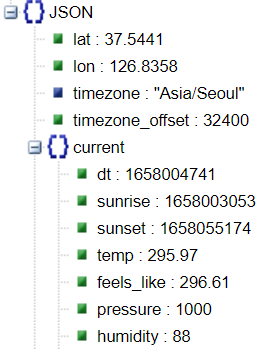 JSON
lat : 37.5441
lon : 126.8358
timezone : "Asia/Seoul"
timezone_offset : 32400
current
dt : 1658004741
sunrise : 1658003053
sunset : 1658055174
temp : 295.97
feels_like : 296.61
pressure : 1000
humidity : 88